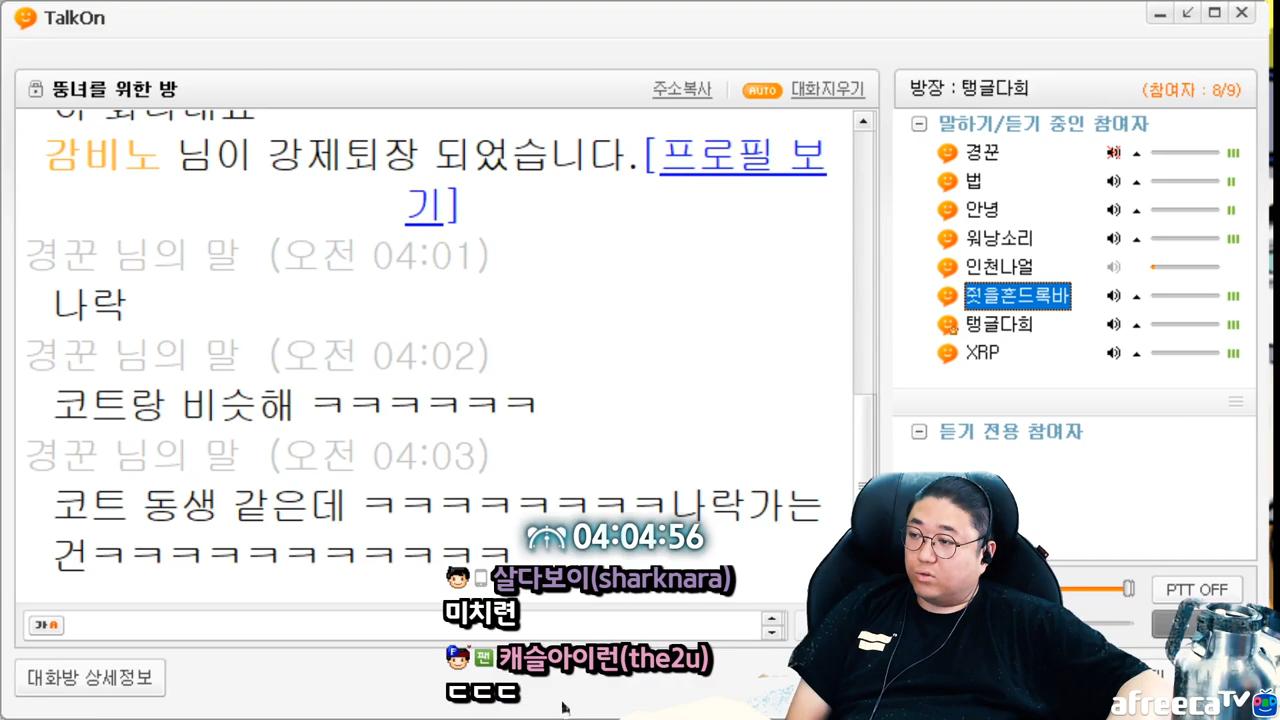 TalkOn
뚱녀를 위한 방
주소복사
AUTO
대화지우기
감비노 님이 강제퇴장 되었습니다.[프로필 보
기]
경꾼 님의 말 (오전 04:01)
나락
경꾼 님의 말 (오전 04:02)
코트랑 비슷해 ㅋㅋㅋㅋㅋㅋ
경꾼 님의 말 (오전 04:03)
코트 동생 같은데 ㅋㅋㅋㅋㅋㅋㅋㅋ나락가는
건ㅋㅋㅋㅋㅋㅋㅋㅋㅋㅋㅋ
04:04:56
살다보이(sharknara)
미치련
팬 캐슬아이런(the2u)
ㄷㄷㄷ
가A
대화방 상세정보
방장 : 탱글다희
(참여자 : 8/9)
말하기/듣기 중인 참여자
경꾼
법
안녕
워낭소리
인천나얼
젖을흔드록바
탱글다희
XRP
듣기 전용 참여자
PTT OFF
afreecaTV